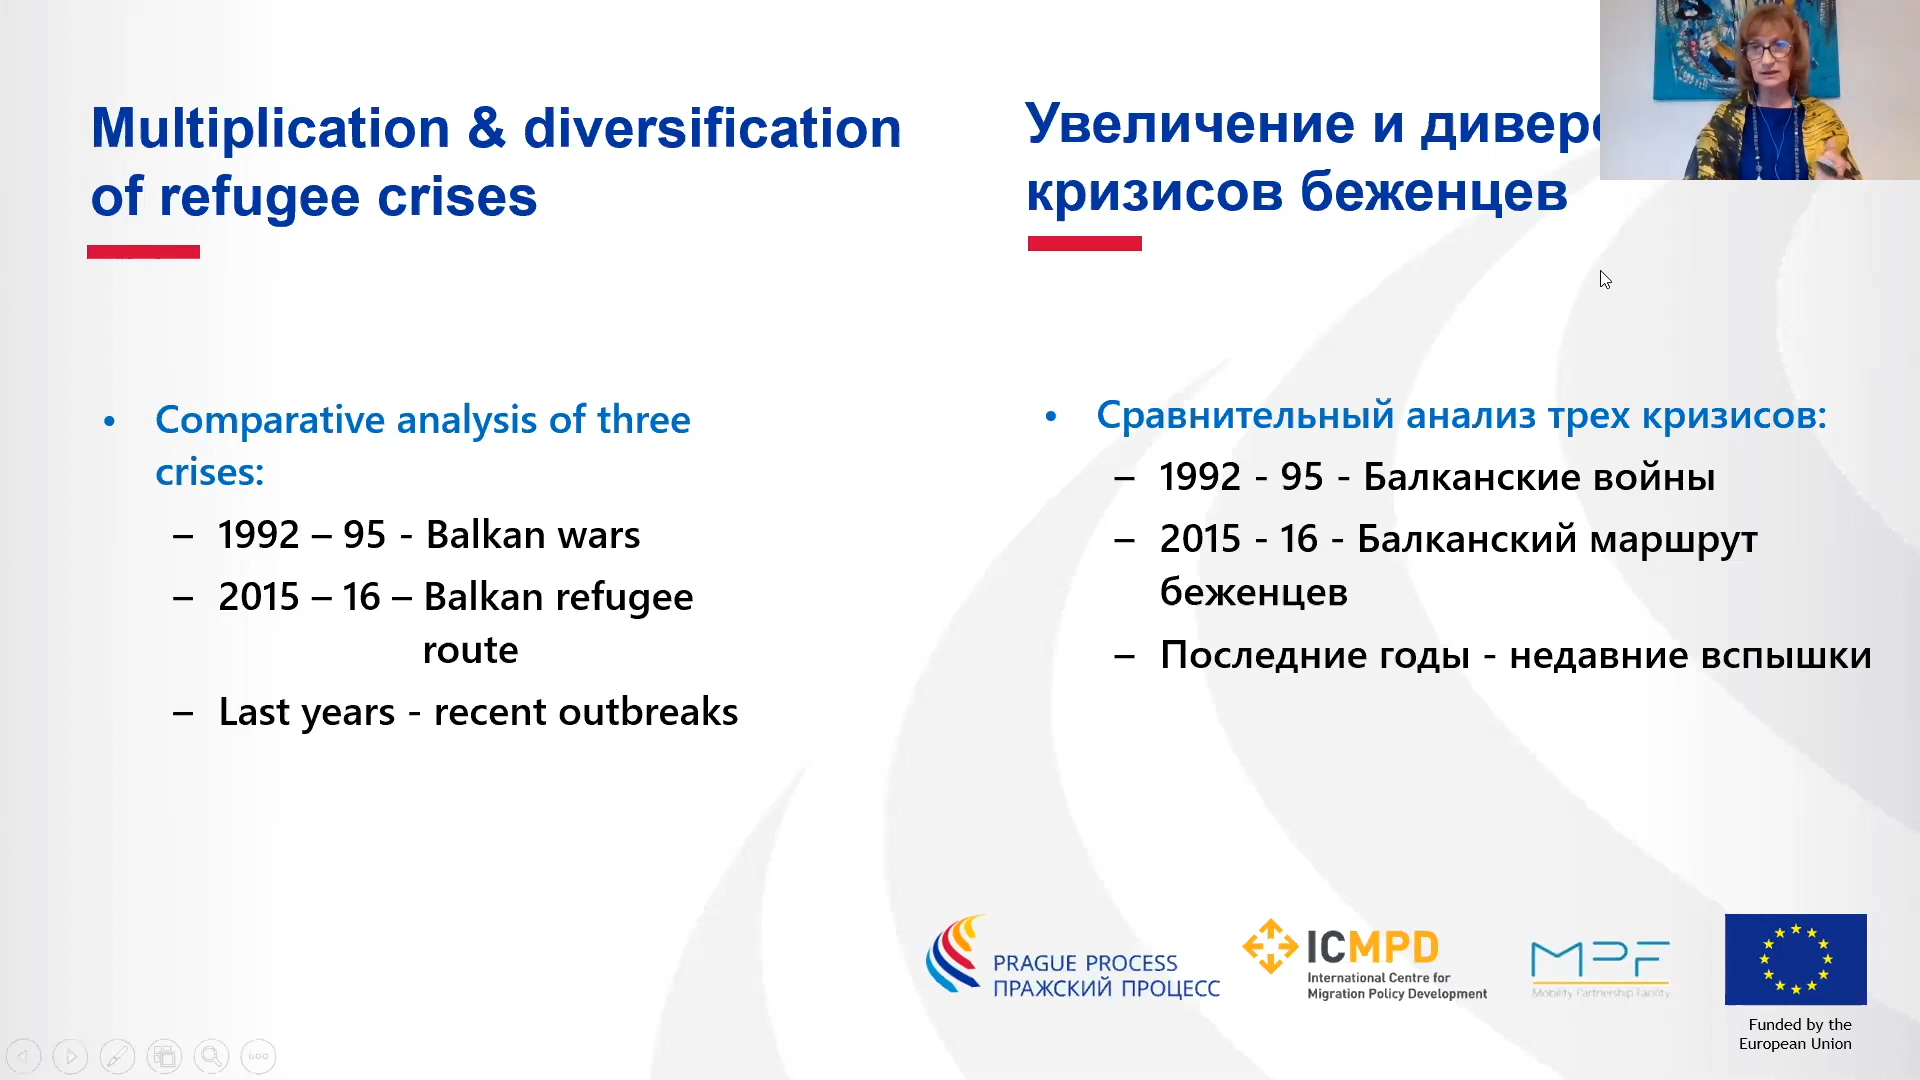 Multiplication & diversification
of refugee crises
• Comparative analysis of three
crises:
– 1992 – 95 - Balkan wars
– 2015 – 16 – Balkan refugee
route
– Last years - recent outbreaks
Увеличение и
кризисов беженцев
• Сравнительный анализ трех кризисов:
– 1992 - 95 - Балканские войны
– 2015 - 16 - Балканский маршрут
беженцев
– Последние годы - недавние вспышки
PRAGUE PROCESS
ПРАЖСКИЙ ПРОЦЕСС
ICMPD
International Centre for
Migration Policy Development
MPF
Mobility Partnership Facility
Funded by the
European Union